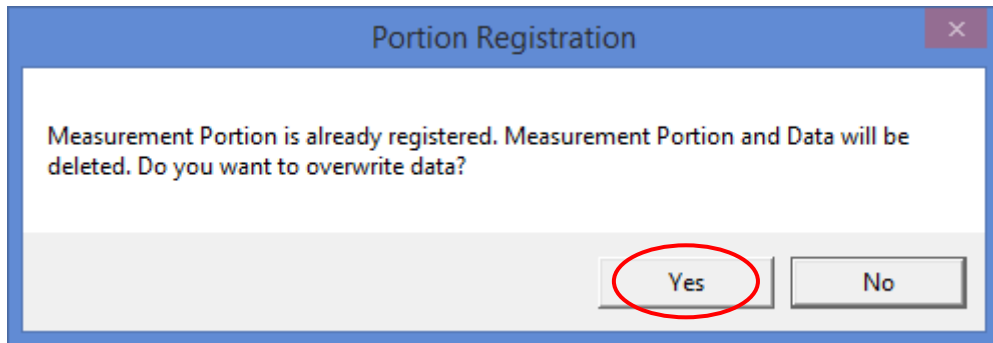 Portion Registration
Measurement Portion is already registered. Measurement Portion and Data will be
deleted. Do you want to overwrite data?
Yes No